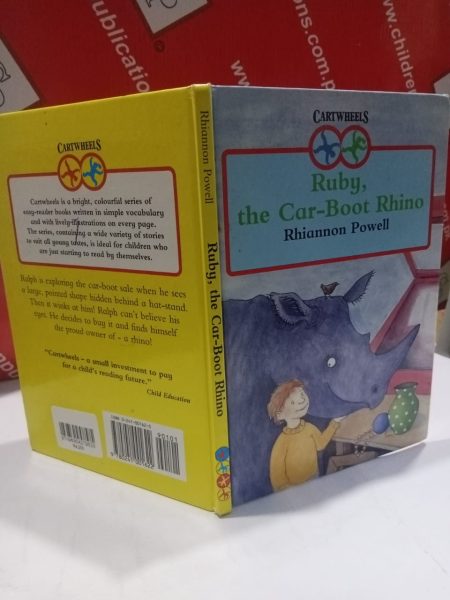 ublication
www.
ns.com.p
www.childre
CARTWHEELS
Cartwheels is a bright, colourful series of
easy-reader books written in simple vocabulary
and with lively illustrations on every page.
The series, containing a wide variety of stories
to suit all young tastes, is ideal for children who
are just starting to read by themselves.
Ralph is exploring the car-boot sale when he sees
a large, pointed shape hidden behind a hat-stand.
Then it winks at him! Ralph can't believe his
eyes. He decides to buy it and finds himself
the proud owner of - a rhino!
"Cartwheels – a small investment to pay
for a child's reading future."
Child Education
90101
Rhiannon Powell
Ruby, the Car-Boot Rhino
CARTWHEELS
Ruby,
the Car-Boot Rhino
Rhiannon Powell